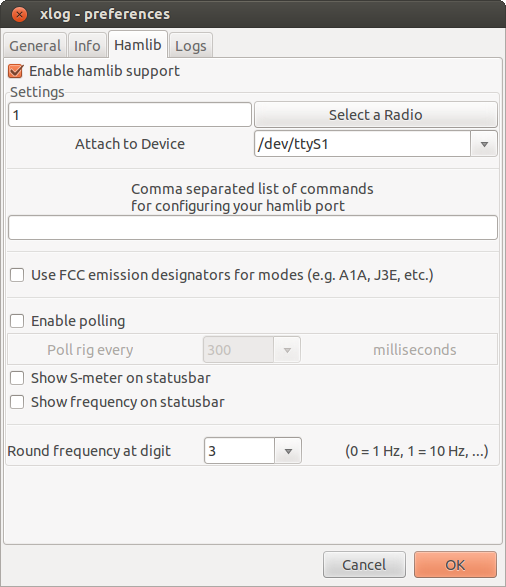 xlog - preferences
General Info Hamlib Logs
Enable hamlib support
Settings
1 Select a Radio
Attach to Device /dev/ttyS1
Comma separated list of commands
for configuring your hamlib port
Use FCC emission designators for modes (e.g. A1A, J3E, etc.)
Enable polling
Poll rig every 300 milliseconds
Show S-meter on statusbar
Show frequency on statusbar
Round frequency at digit 3 (0 = 1 Hz, 1 = 10 Hz, ...)
Cancel OK